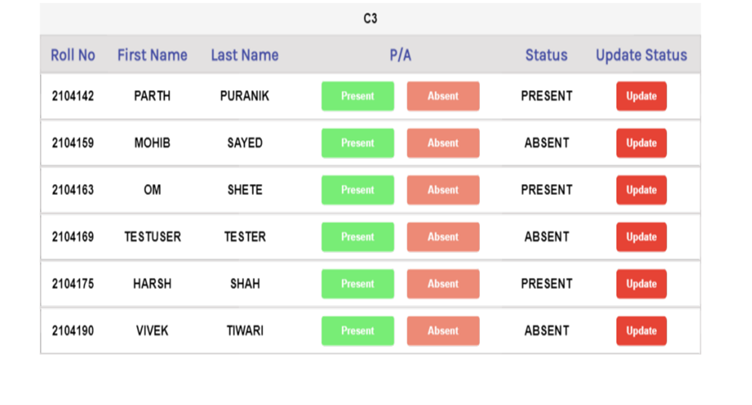 C3
Roll No First Name Last Name P/A Status Update Status
2104142 PARTH PURANIK Present Absent PRESENT Update
2104159 MOHIB SAYED Present Absent ABSENT Update
2104163 OM SHETE Present Absent PRESENT Update
2104169 TESTUSER TESTER Present Absent ABSENT Update
2104175 HARSH SHAH Present Absent PRESENT Update
2104190 VIVEK TIWARI Present Absent ABSENT Update